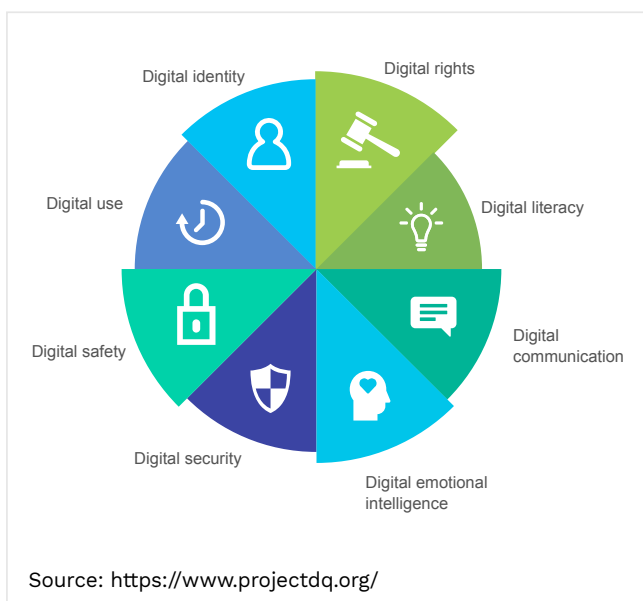 Digital identity
Digital rights
Digital use
Digital literacy
Digital safety
Digital
communication
Digital security
Digital emotional
intelligence
Source: https://www.projectdq.org/